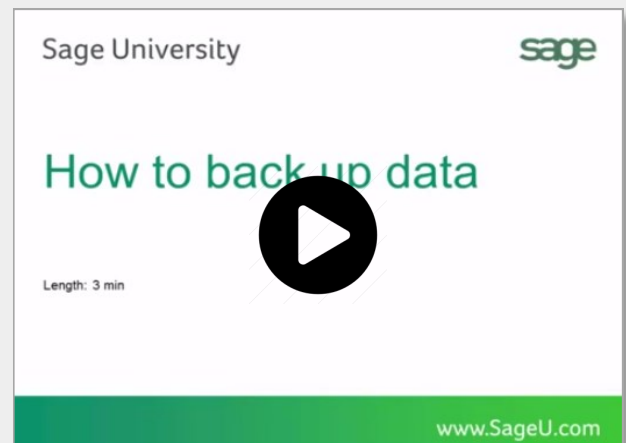 Sage University
sage
How to back up data
Length: 3 min
www.SageU.com